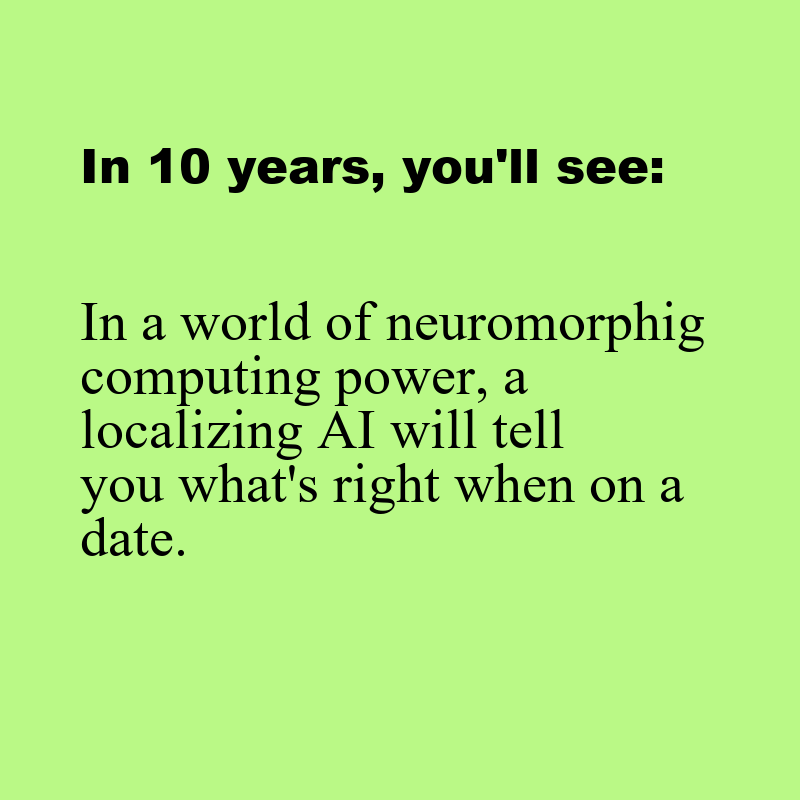 In 10 years, you'll see:
In a world of neuromorphig
computing power, a
localizing AI will tell
you what's right when on a
date.